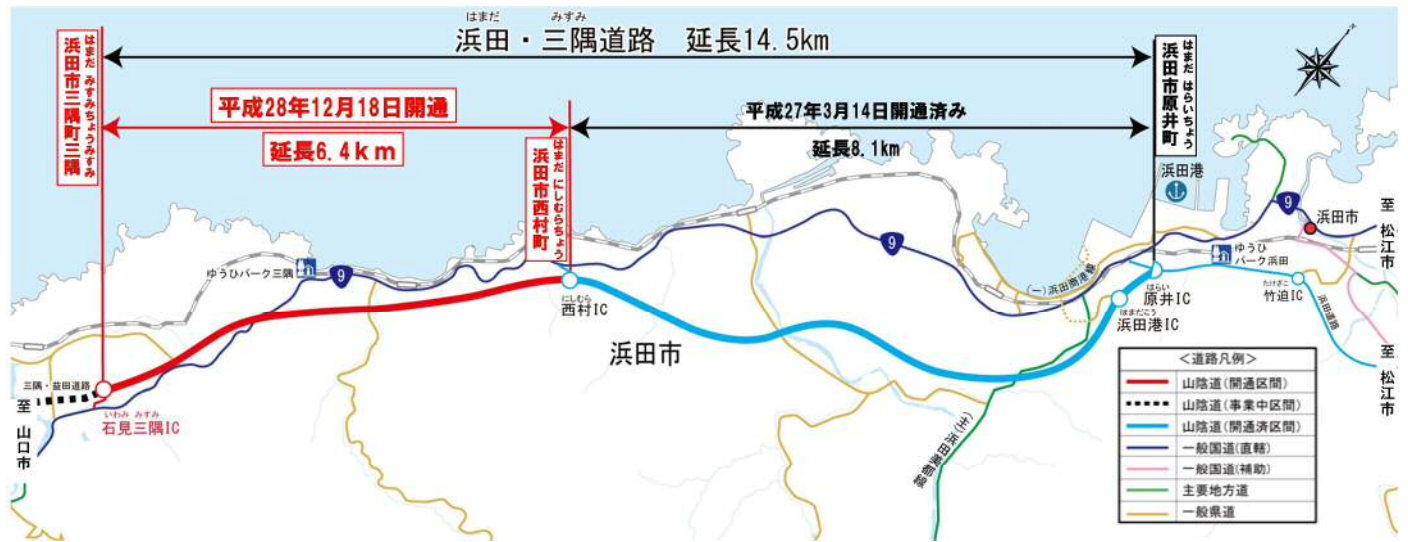 はまだ みすみ
浜田・三隅道路 延長14.5km
はまだ みすみちょうみすみ
浜田市三隅町三隅
平成28年12月18日開通
延長6.4km
はまだ にしむらちょう
浜田市西村町
平成27年3月14日開通済み
延長8.1km
はまだ はらいちょう
浜田市原井町
浜田港
9
浜田市
至 松江市
ゆうひパーク三隅
9
9
(一)浜田商港線
ゆうひ
パーク浜田
にしむら
西村IC
はらい
原井IC
はまだこう
浜田港IC
たけざこ
竹迫IC
浜田道路
浜田市
三隅・益田道路
至 山口市
いわみ みすみ
石見三隅IC
(主)浜田美都線
至 松江市
<道路凡例>
山陰道(開通区間)
山陰道(事業中区間)
山陰道(開通済区間)
一般国道(直轄)
一般国道(補助)
主要地方道
一般県道